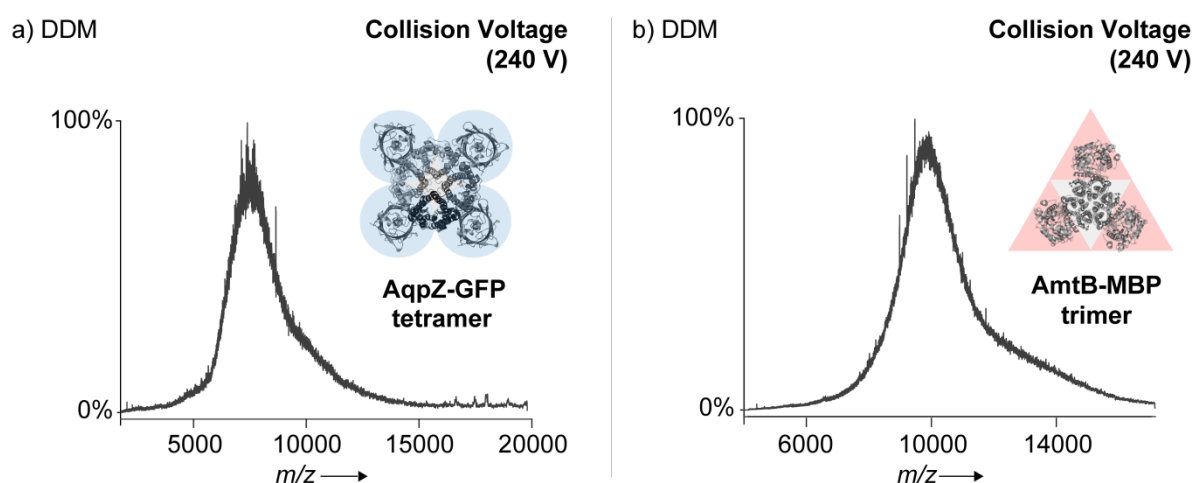 a) DDM
Collision Voltage
(240 V)
100%
0%
AqpZ-GFP
tetramer
5000
10000
15000
20000
m/z
b) DDM
Collision Voltage
(240 V)
100%
0%
AmtB-MBP
trimer
6000
10000
14000
m/z